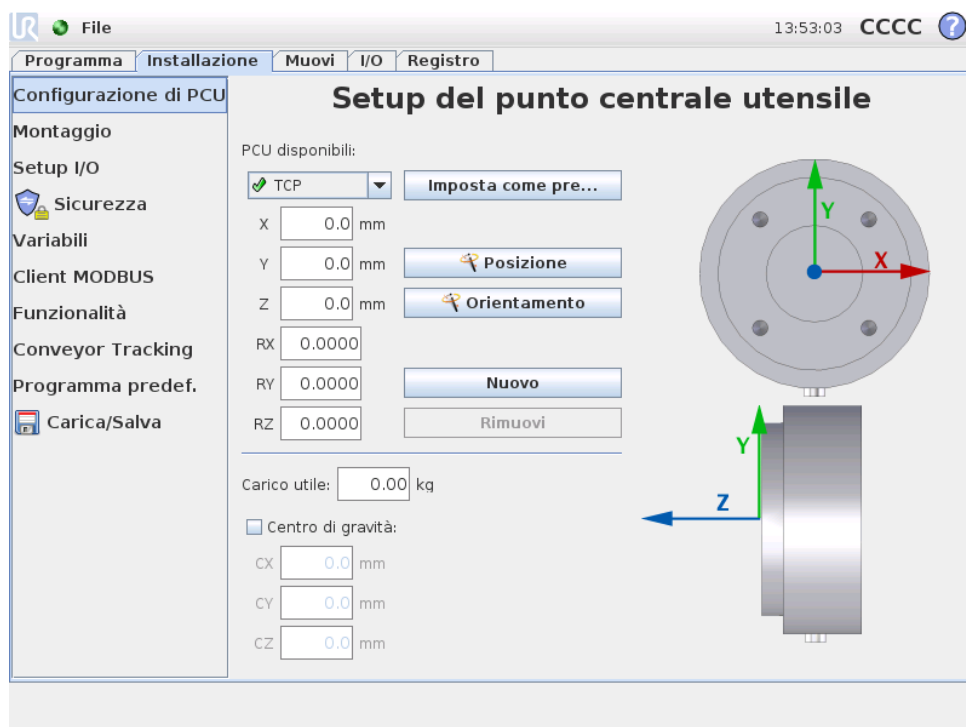 UR File 13:53:03 CCCC ?
Programma Installazione Muovi I/O Registro
Configurazione di PCU
Montaggio
Setup I/O
Sicurezza
Variabili
Client MODBUS
Funzionalità
Conveyor Tracking
Programma predef.
Carica/Salva
Setup del punto centrale utensile
PCU disponibili:
TCP Imposta come pre...
X 0.0 mm
Y 0.0 mm Posizione
Z 0.0 mm Orientamento
RX 0.0000
RY 0.0000 Nuovo
RZ 0.0000 Rimuovi
Carico utile: 0.00 kg
Centro di gravità:
CX 0.0 mm
CY 0.0 mm
CZ 0.0 mm
Y
X
Y
Z